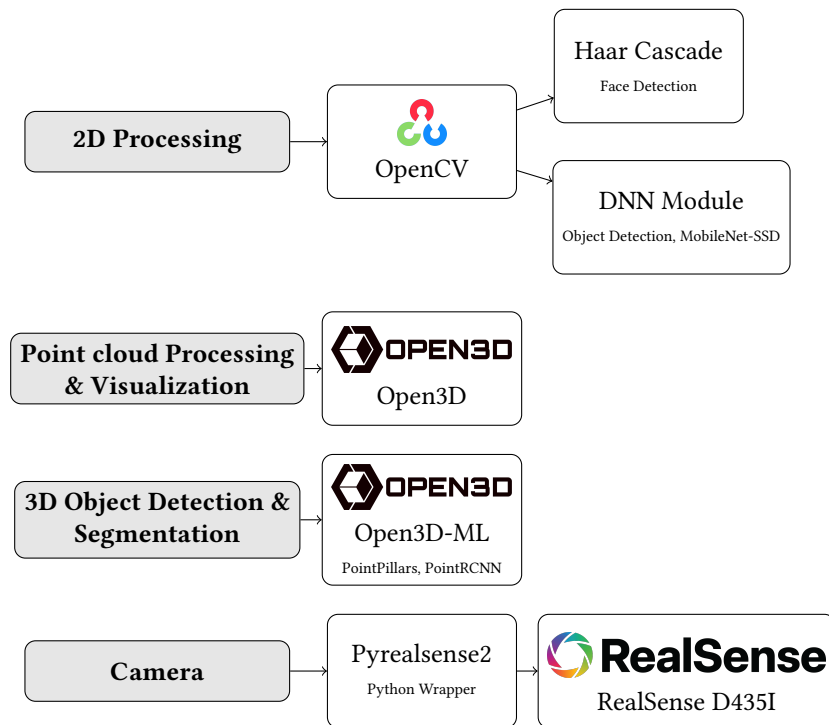 2D Processing
OpenCV
Haar Cascade
Face Detection
DNN Module
Object Detection, MobileNet-SSD
Point cloud Processing
& Visualization
OPEN3D
Open3D
3D Object Detection &
Segmentation
OPEN3D
Open3D-ML
PointPillars, PointRCNN
Camera
Pyrealsense2
Python Wrapper
RealSense
RealSense D435I